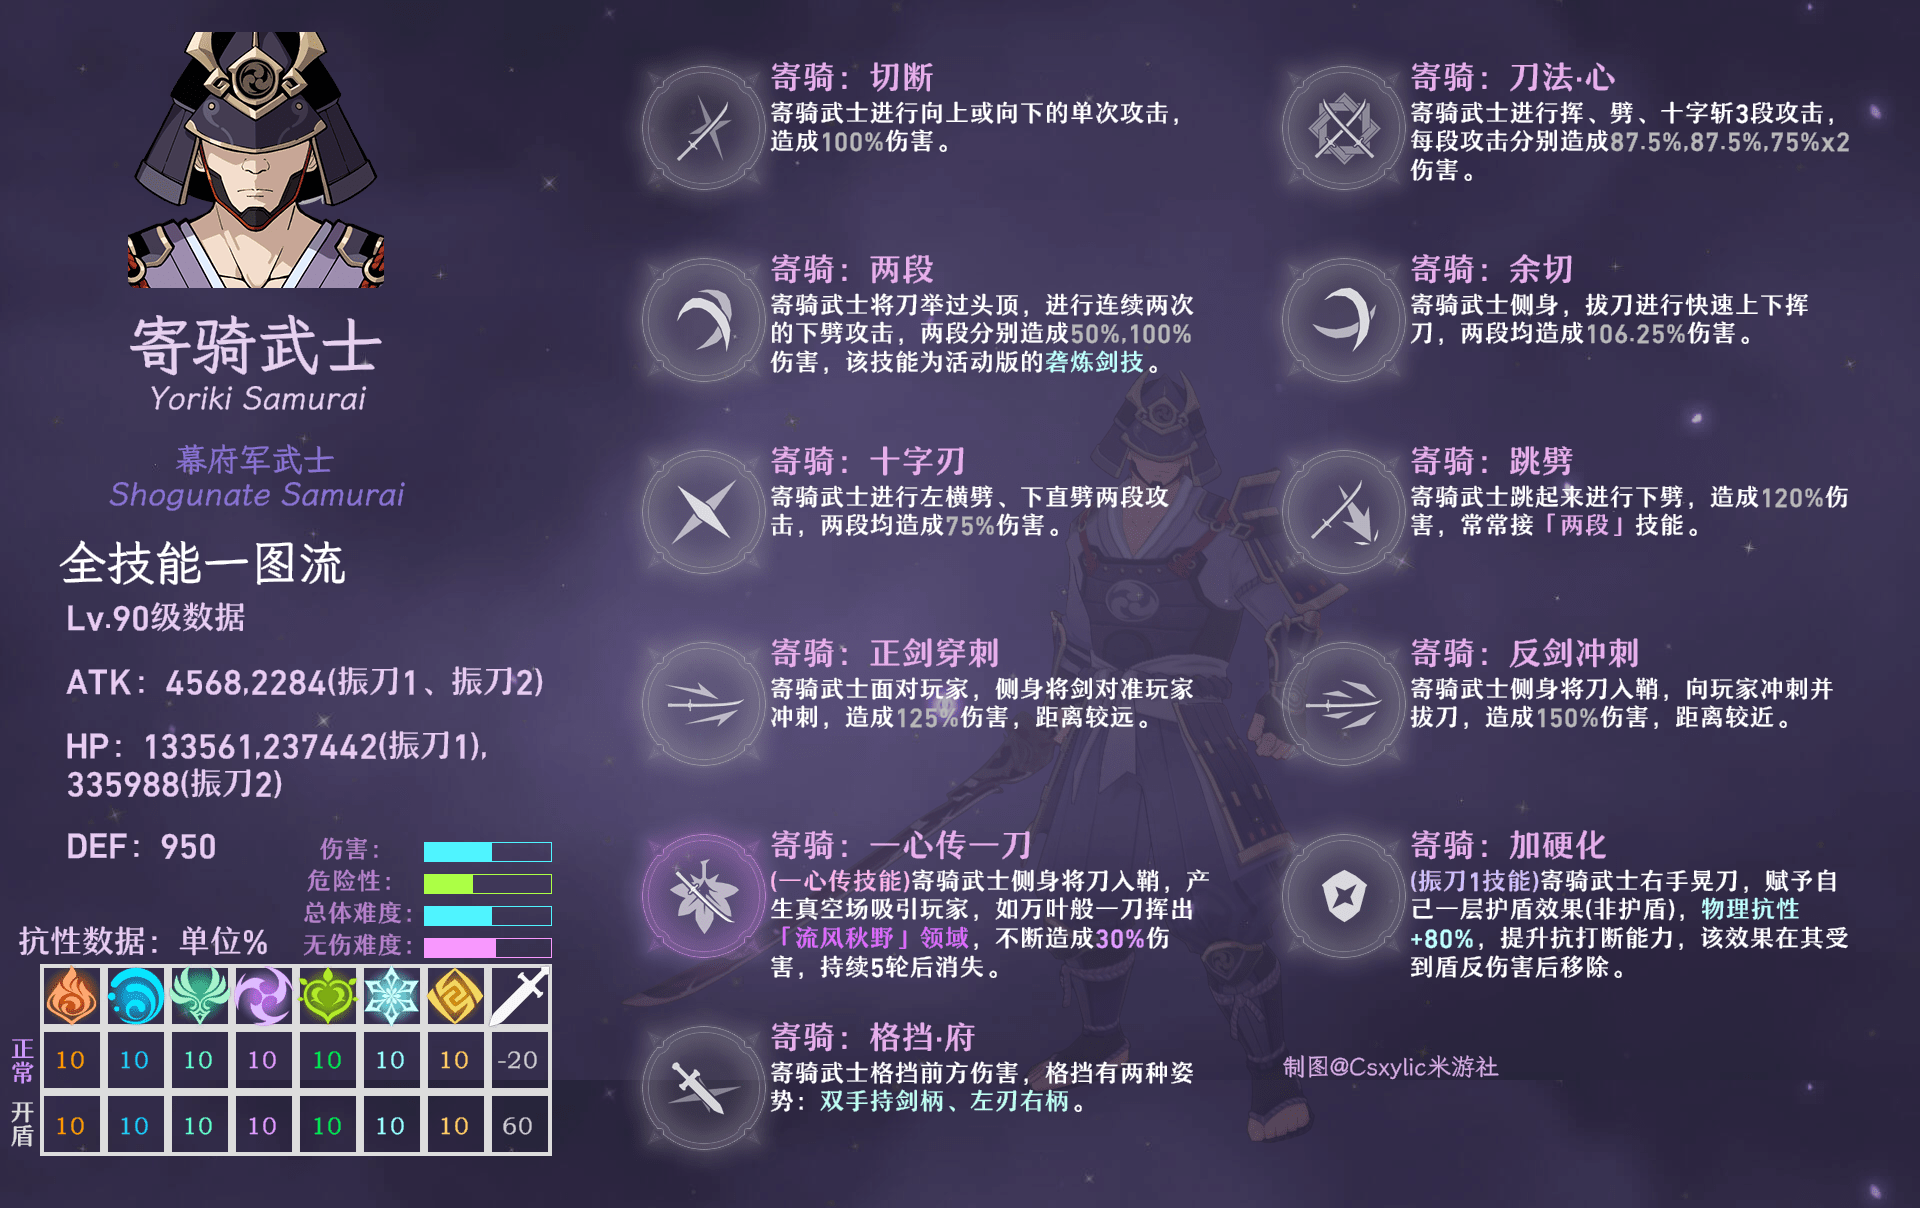 寄骑武士
Yoriki Samurai
幕府军武士
Shogunate Samurai
全技能一图流
Lv.90级数据
ATK：4568,2284(振刀1、振刀2)
HP：133561,237442(振刀1),
335988(振刀2)
DEF：950
伤害：
危险性：
总体难度：
无伤难度：
抗性数据：单位%
正常 10 10 10 10 10 10 10 -20
开盾 10 10 10 10 10 10 10 60
寄骑：切断
寄骑武士进行向上或向下的单次攻击，
造成100%伤害。
寄骑：两段
寄骑武士将刀举过头顶，进行连续两次
的下劈攻击，两段分别造成50%,100%
伤害，该技能为活动版的砻炼剑技。
寄骑：十字刃
寄骑武士进行左横劈、下直劈两段攻
击，两段均造成75%伤害。
寄骑：正剑穿刺
寄骑武士面对玩家，侧身将剑对准玩家
冲刺，造成125%伤害，距离较远。
寄骑：一心传一刀
(一心传技能)寄骑武士侧身将刀入鞘，产
生真空场吸引玩家，如万叶般一刀挥出
「流风秋野」领域，不断造成30%伤
害，持续5轮后消失。
寄骑：格挡·府
寄骑武士格挡前方伤害，格挡有两种姿
势：双手持剑柄、左刃右柄。
寄骑：刀法·心
寄骑武士进行挥、劈、十字斩3段攻击，
每段攻击分别造成87.5%,87.5%,75%x2
伤害。
寄骑：余切
寄骑武士侧身，拔刀进行快速上下挥
刀，两段均造成106.25%伤害。
寄骑：跳劈
寄骑武士跳起来进行下劈，造成120%伤
害，常常接「两段」技能。
寄骑：反剑冲刺
寄骑武士侧身将刀入鞘，向玩家冲刺并
拔刀，造成150%伤害，距离较近。
寄骑：加硬化
(振刀1技能)寄骑武士右手晃刀，赋予自
己一层护盾效果(非护盾)，物理抗性
+80%，提升抗打断能力，该效果在其受
到盾反伤害后移除。
制图@Csxylic米游社